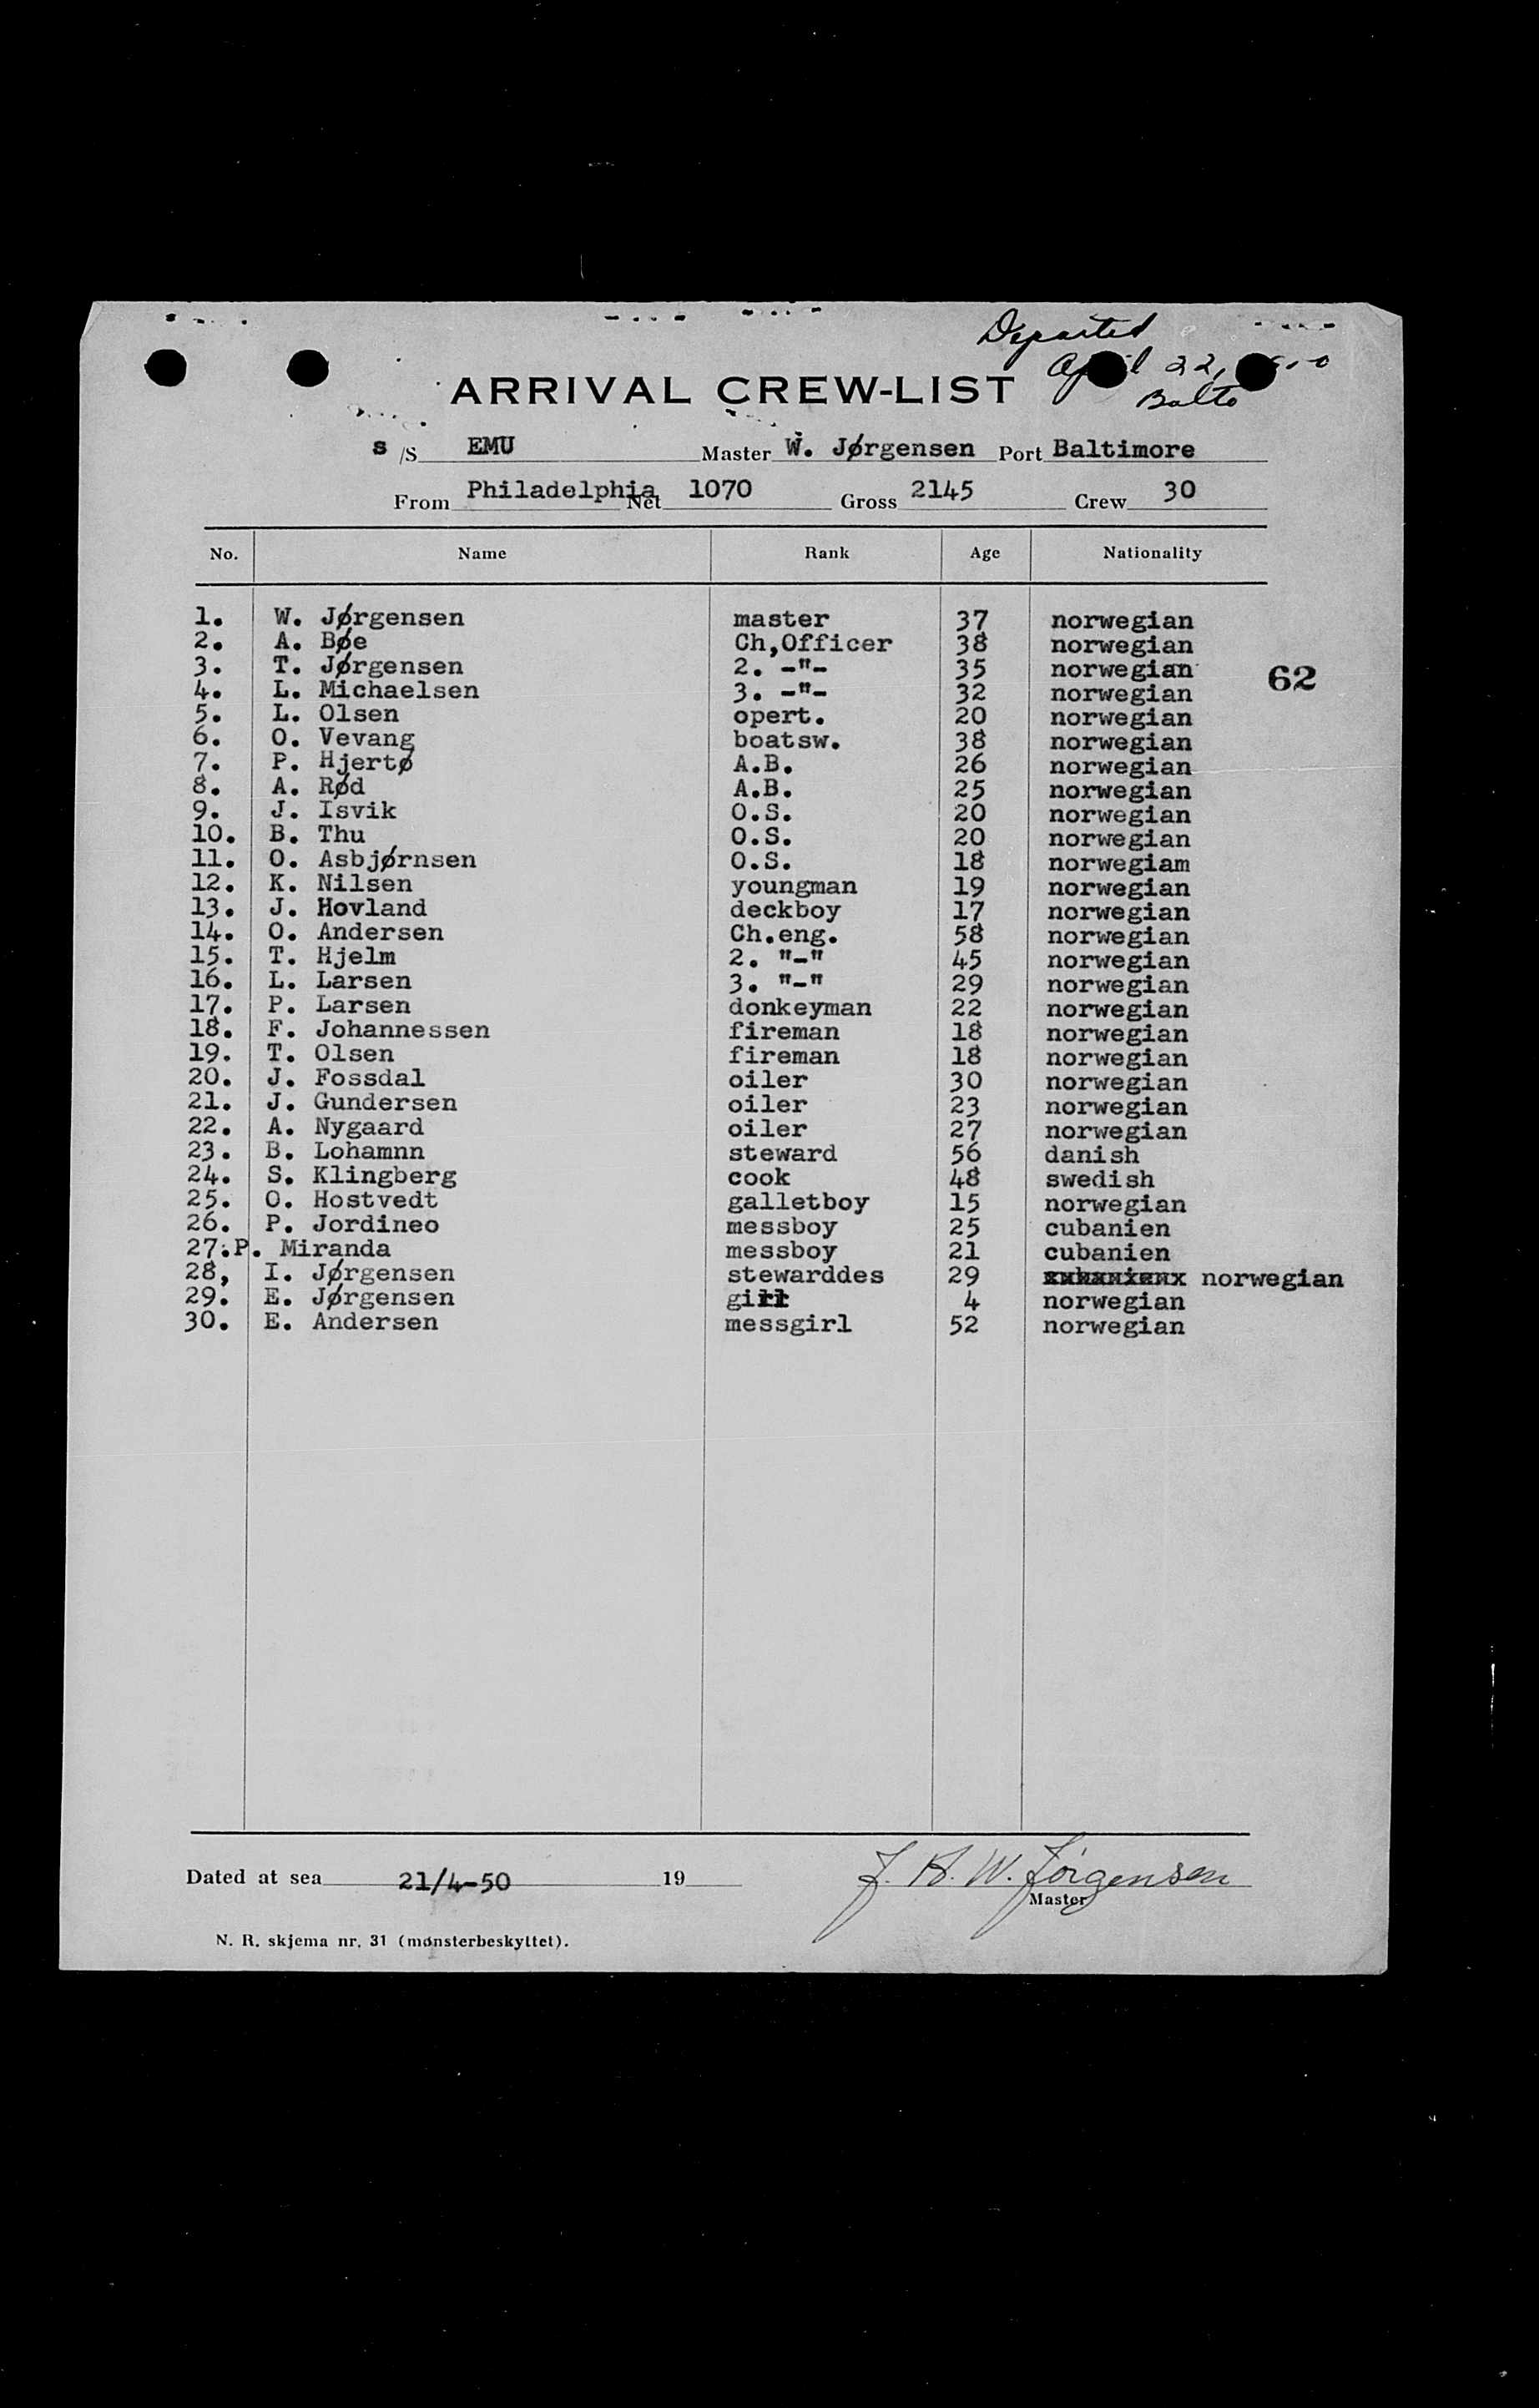 Departed
April 22,
Balto
ARRIVAL CREW-LIST
s /S EMU Master W. Jørgensen Port Baltimore
From Philadelphia Net 1070 Gross 2145 Crew 30
No. Name Rank Age Nationality
1. W. Jørgensen master 37 norwegian
2. A. Bøe Ch,Officer 38 norwegian
3. T. Jørgensen 2. -"- 35 norwegian
62
4. L. Michaelsen 3. -"- 32 norwegian
5. L. Olsen opert. 20 norwegian
6. O. Vevang boatsw. 38 norwegian
7. P. Hjertø A.B. 26 norwegian
8. A. Rød A.B. 25 norwegian
9. J. Isvik O.S. 20 norwegian
10. B. Thu O.S. 20 norwegian
11. O. Asbjørnsen O.S. 18 norwegiam
12. K. Nilsen youngman 19 norwegian
13. J. Hovland deckboy 17 norwegian
14. O. Andersen Ch.eng. 58 norwegian
15. T. Hjelm 2. "-" 45 norwegian
16. L. Larsen 3. "-" 29 norwegian
17. P. Larsen donkeyman 22 norwegian
18. F. Johannessen fireman 18 norwegian
19. T. Olsen fireman 18 norwegian
20. J. Fossdal oiler 30 norwegian
21. J. Gundersen oiler 23 norwegian
22. A. Nygaard oiler 27 norwegian
23. B. Lohamnn steward 56 danish
24. S. Klingberg cook 48 swedish
25. O. Hostvedt galletboy 15 norwegian
26. P. Jordineo messboy 25 cubanien
27.P. Miranda messboy 21 cubanien
28, I. Jørgensen stewarddes 29 norwegian
29. E. Jørgensen girl 4 norwegian
30. E. Andersen messgirl 52 norwegian
Dated at sea 21/4-50 19 J. H. W. Jörgensen
Master
N. R. skjema nr. 31 (mønsterbeskyttet).